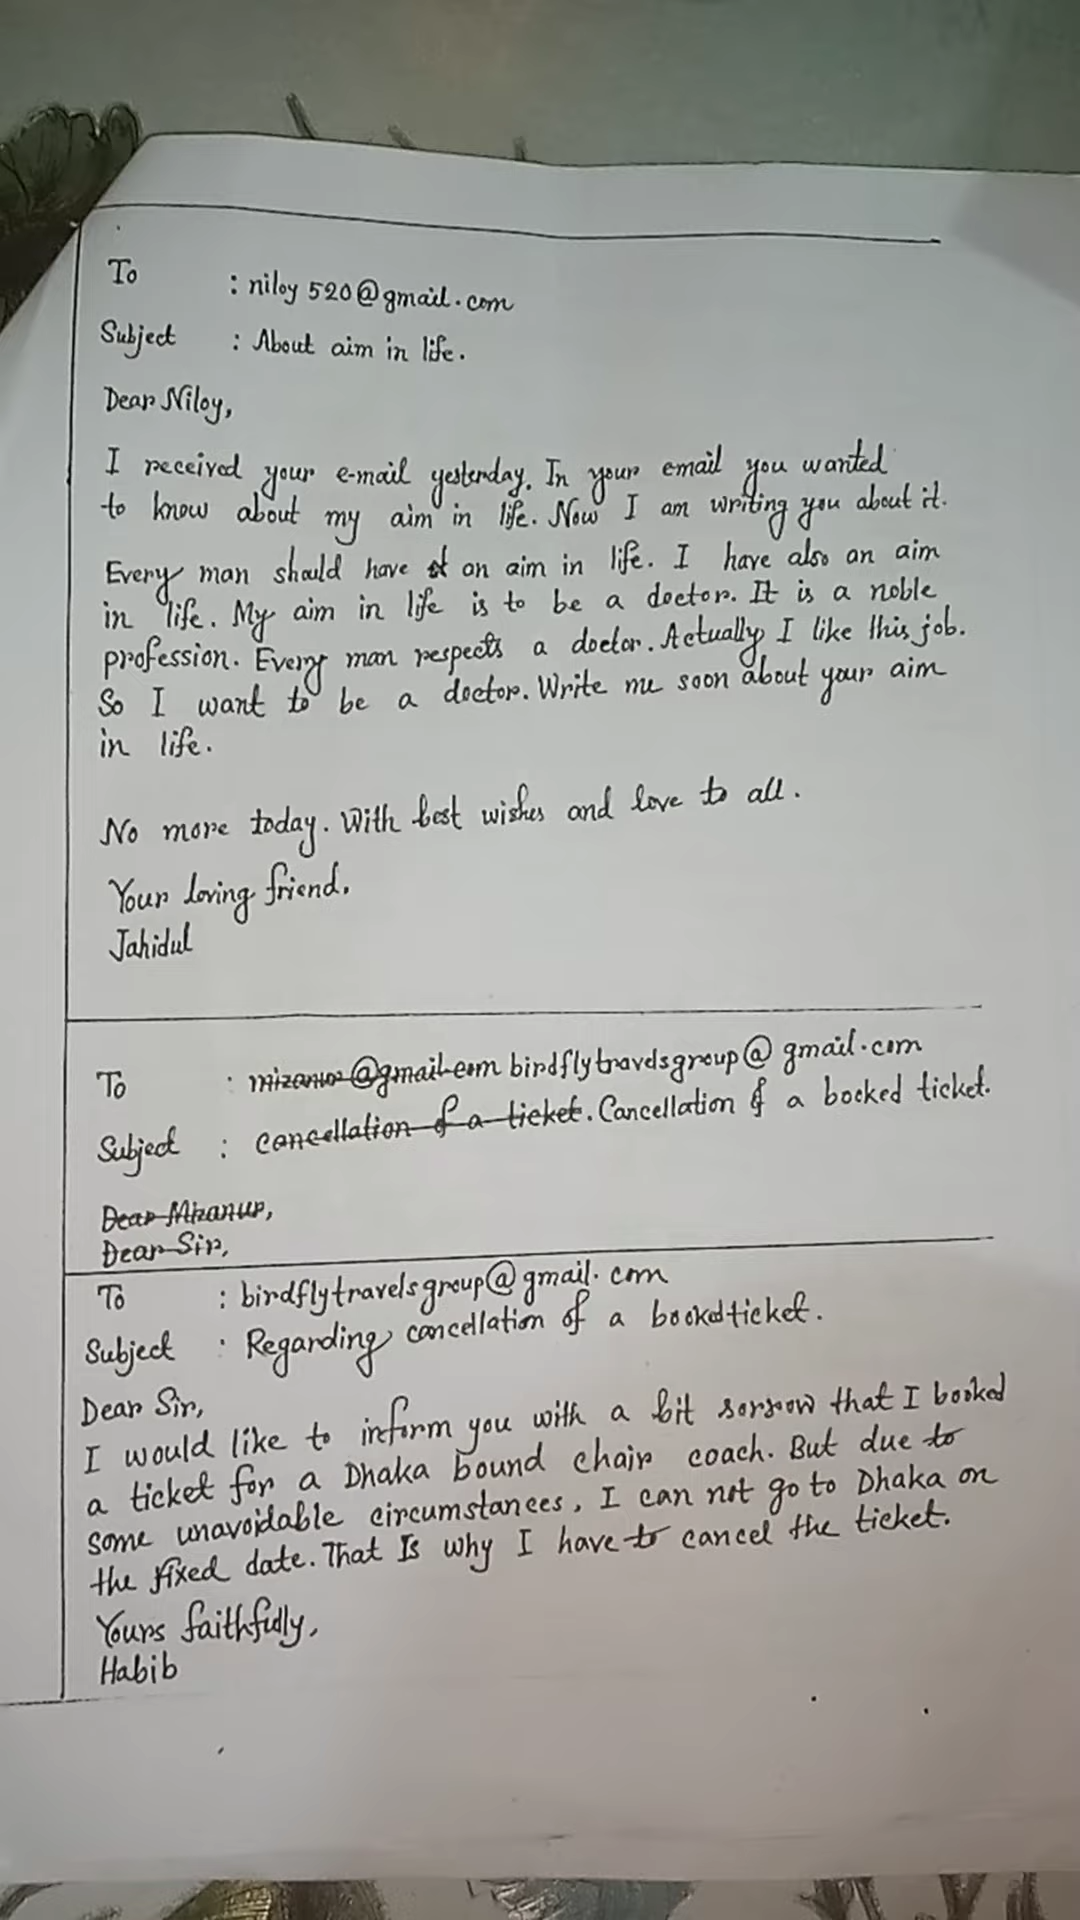 To : niloy 520@gmail.com
Subject : About aim in life.
Dear Niloy,
I received your e-mail yesterday. In your email you wanted
to know about my aim in life. Now I am writing you about it.
Every man should have an aim in life. I have also an aim
in life. My aim in life is to be a doctor. It is a noble
profession. Every man respects a doctor. Actually I like this job.
So I want to be a doctor. Write me soon about your aim
in life.
No more today. With best wishes and love to all.
Your loving friend,
Jahidul
To : mizanur@gmail.com birdflytravelsgroup@gmail.com
Subject : cancellation of a ticket. Cancellation of a booked ticket.
Dear Mizanur,
Dear Sir,
To : birdflytravelsgroup@gmail.com
Subject : Regarding cancellation of a booked ticket.
Dear Sir,
I would like to inform you with a bit sorrow that I booked
a ticket for a Dhaka bound chair coach. But due to
some unavoidable circumstances, I can not go to Dhaka on
the fixed date. That Is why I have to cancel the ticket.
Yours faithfully,
Habib